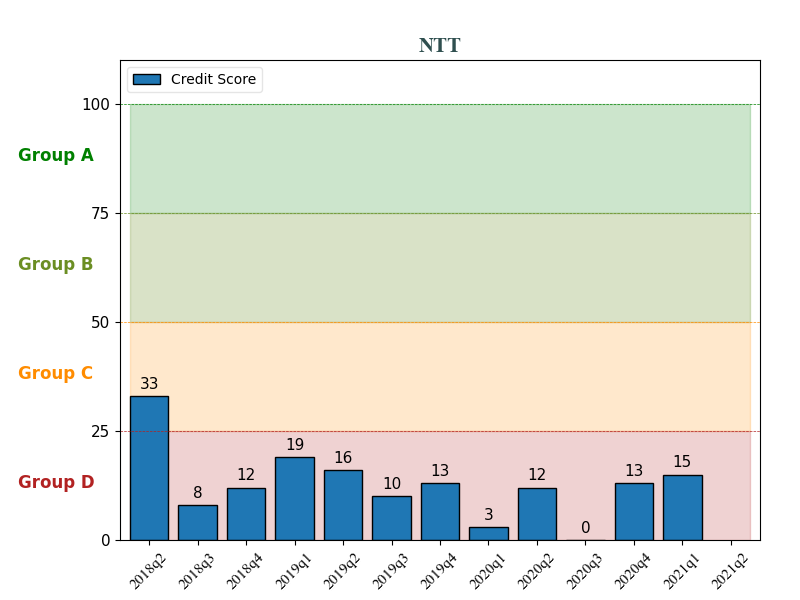 NTT
Credit Score
100
Group A
75
Group B
50
Group C
33
25
19
16
15
13
13
12
12
10
8
3
0
Group D
0
2018q2
2018q3
2018q4
2019q1
2019q2
2019q3
2019q4
2020q1
2020q2
2020q3
2020q4
2021q1
2021q2